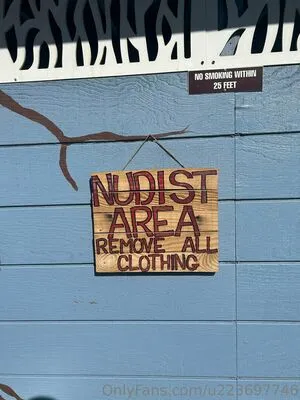 NO SMOKING WITHIN
25 FEET
NUDIST
AREA
REMOVE ALL
CLOTHING
OnlyFans.com/u223697746